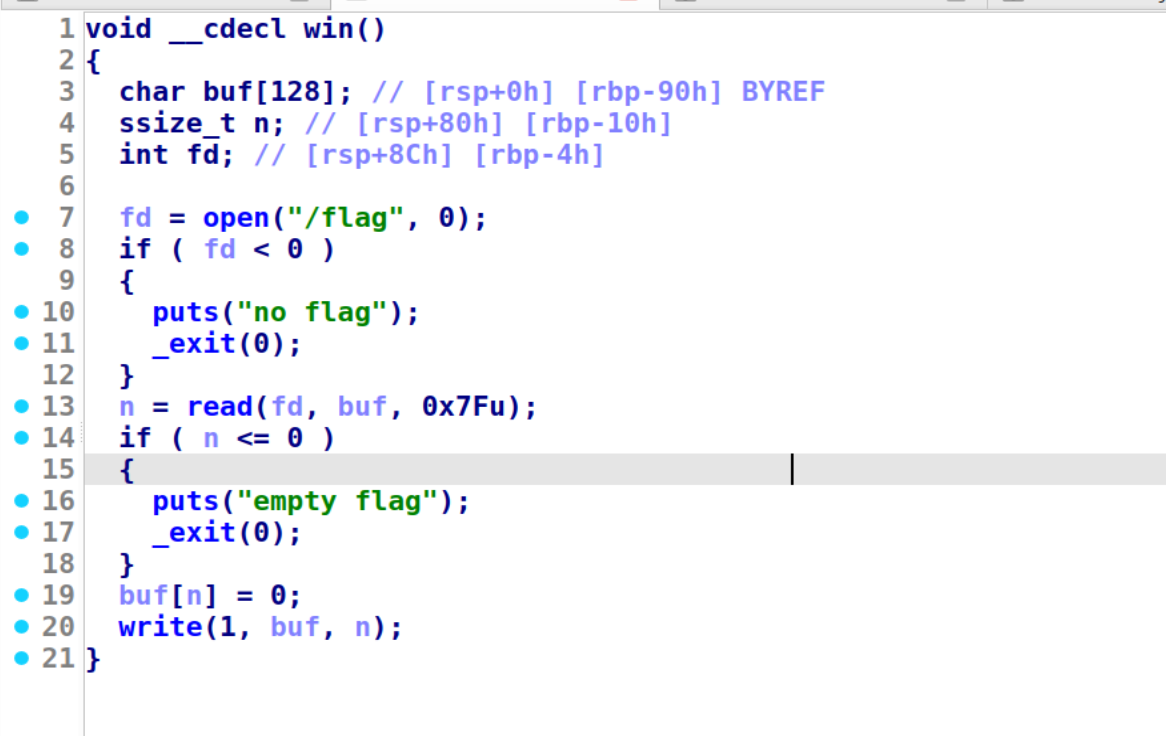 1 void __cdecl win()
2 {
3   char buf[128]; // [rsp+0h] [rbp-90h] BYREF
4   ssize_t n; // [rsp+80h] [rbp-10h]
5   int fd; // [rsp+8Ch] [rbp-4h]
6
7   fd = open("/flag", 0);
8   if ( fd < 0 )
9   {
10     puts("no flag");
11     _exit(0);
12   }
13   n = read(fd, buf, 0x7Fu);
14   if ( n <= 0 )
15   {
16     puts("empty flag");
17     _exit(0);
18   }
19   buf[n] = 0;
20   write(1, buf, n);
21 }